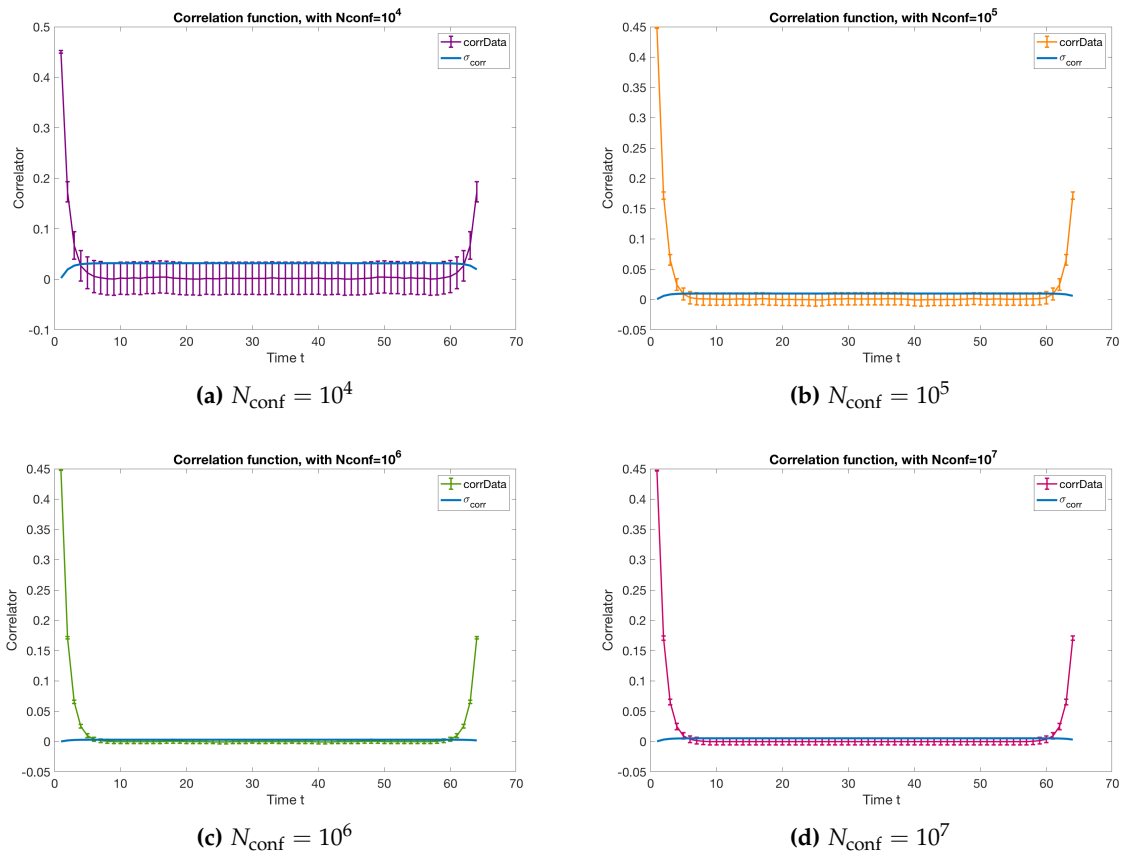 Correlation function, with Nconf=10^4
corrData
σ_corr
0.5
0.4
0.3
0.2
0.1
0
-0.1
Correlator
0 10 20 30 40 50 60 70
Time t
(a) N_conf = 10^4
Correlation function, with Nconf=10^5
corrData
σ_corr
0.45
0.4
0.35
0.3
0.25
0.2
0.15
0.1
0.05
0
-0.05
Correlator
0 10 20 30 40 50 60 70
Time t
(b) N_conf = 10^5
Correlation function, with Nconf=10^6
corrData
σ_corr
0.45
0.4
0.35
0.3
0.25
0.2
0.15
0.1
0.05
0
-0.05
Correlator
0 10 20 30 40 50 60 70
Time t
(c) N_conf = 10^6
Correlation function, with Nconf=10^7
corrData
σ_corr
0.45
0.4
0.35
0.3
0.25
0.2
0.15
0.1
0.05
0
-0.05
Correlator
0 10 20 30 40 50 60 70
Time t
(d) N_conf = 10^7